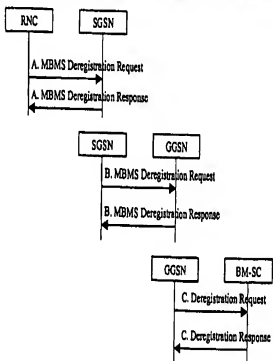 RNC SGSN
A. MBMS Deregistration Request
A. MBMS Deregistration Response
SGSN GGSN
B. MBMS Deregistration Request
B. MBMS Deregistration Response
GGSN BM-SC
C. Deregistration Request
C. Deregistration Response